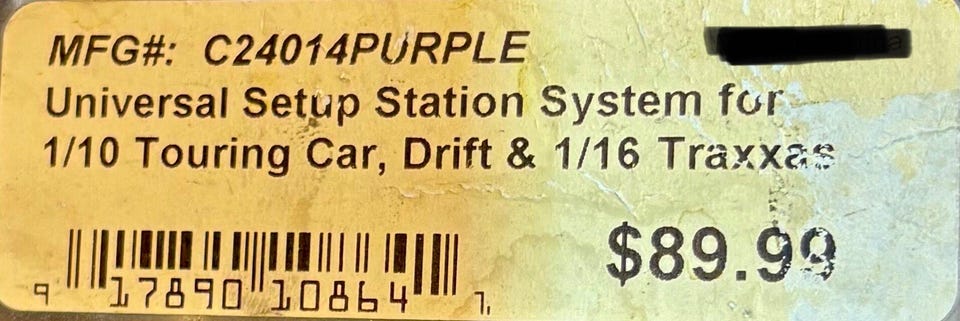 MFG#: C24014PURPLE
Universal Setup Station System for
1/10 Touring Car, Drift & 1/16 Traxxas
$89.99
9 17890 10864 7